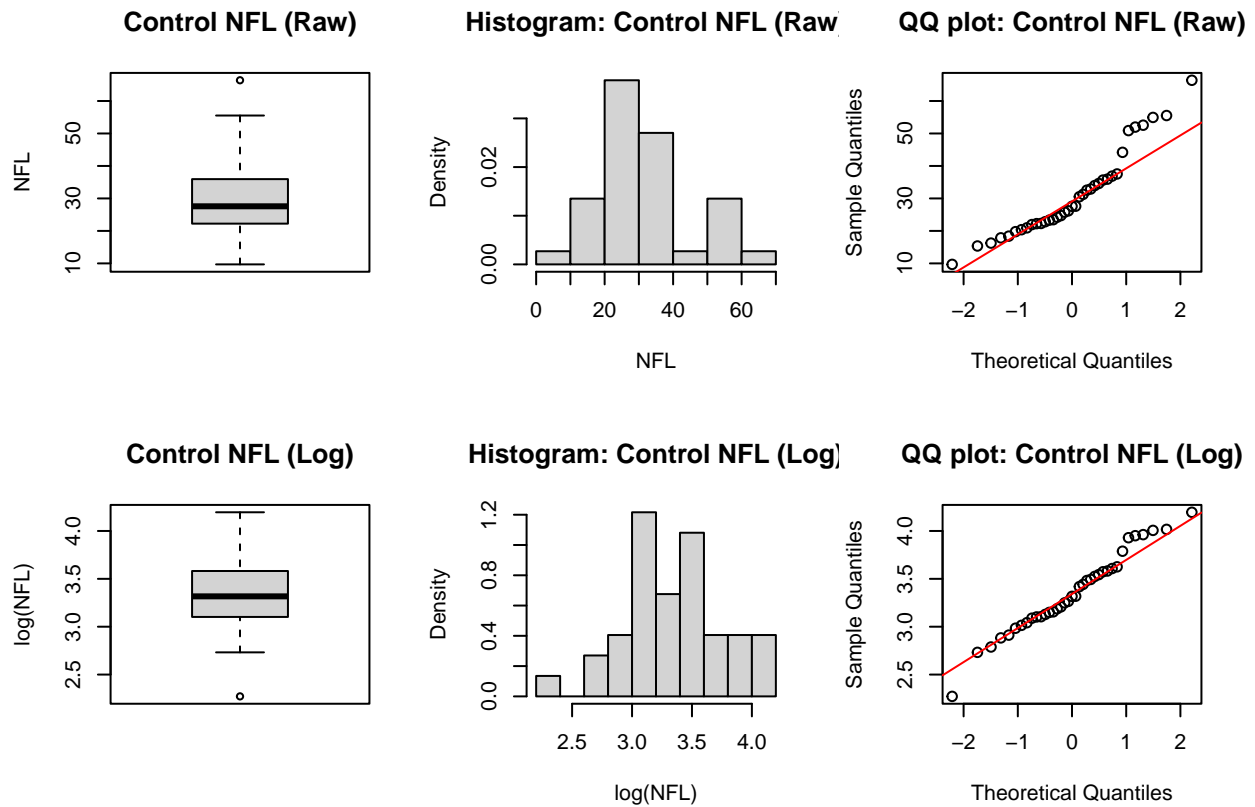 Control NFL (Raw)
NFL
10 30 50
Histogram: Control NFL (Raw)
Density
0.00 0.02
0 20 40 60
NFL
QQ plot: Control NFL (Raw)
Sample Quantiles
10 30 50
−2 −1 0 1 2
Theoretical Quantiles
Control NFL (Log)
log(NFL)
2.5 3.0 3.5 4.0
Histogram: Control NFL (Log)
Density
0.0 0.4 0.8 1.2
2.5 3.0 3.5 4.0
log(NFL)
QQ plot: Control NFL (Log)
Sample Quantiles
2.5 3.0 3.5 4.0
−2 −1 0 1 2
Theoretical Quantiles